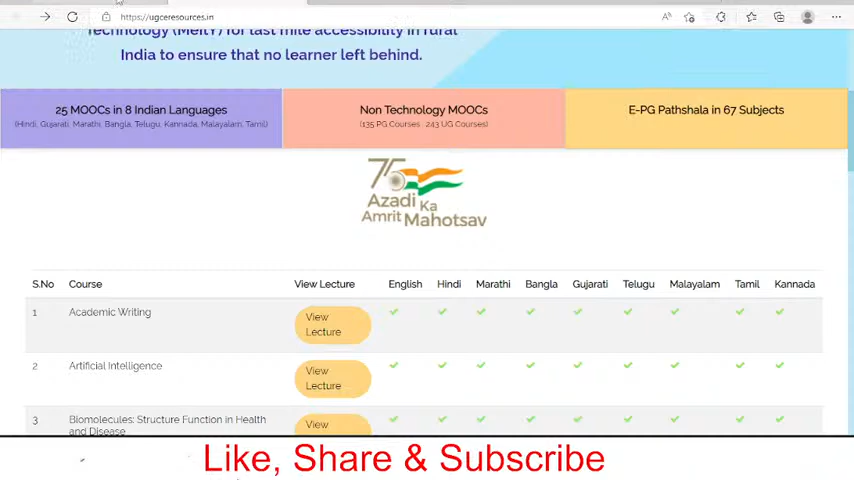 https://ugceresources.in
Technology (MeitY) for last mile accessibility in rural
India to ensure that no learner left behind.
25 MOOCs in 8 Indian Languages
(Hindi, Gujarati, Marathi, Bangla, Telugu, Kannada, Malayalam, Tamil)
Non Technology MOOCs
(135 PG Courses 243 UG Courses)
E-PG Pathshala in 67 Subjects
75
Azadi Ka
Amrit Mahotsav
S.No Course View Lecture English Hindi Marathi Bangla Gujarati Telugu Malayalam Tamil Kannada
1 Academic Writing View
Lecture
2 Artificial Intelligence View
Lecture
3 Biomolecules: Structure Function in Health View
and Disease
Like, Share & Subscribe